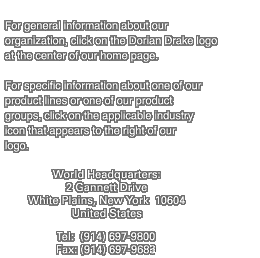 For general information about our
organization, click on the Dorian Drake logo
at the center of our home page.
For specific information about one of our
product lines or one of our product
groups, click on the applicable industry
icon that appears to the right of our
logo.
World Headquarters:
2 Gannett Drive
White Plains, New York 10604
United States
Tel: (914) 697-9800
Fax: (914) 697-9683